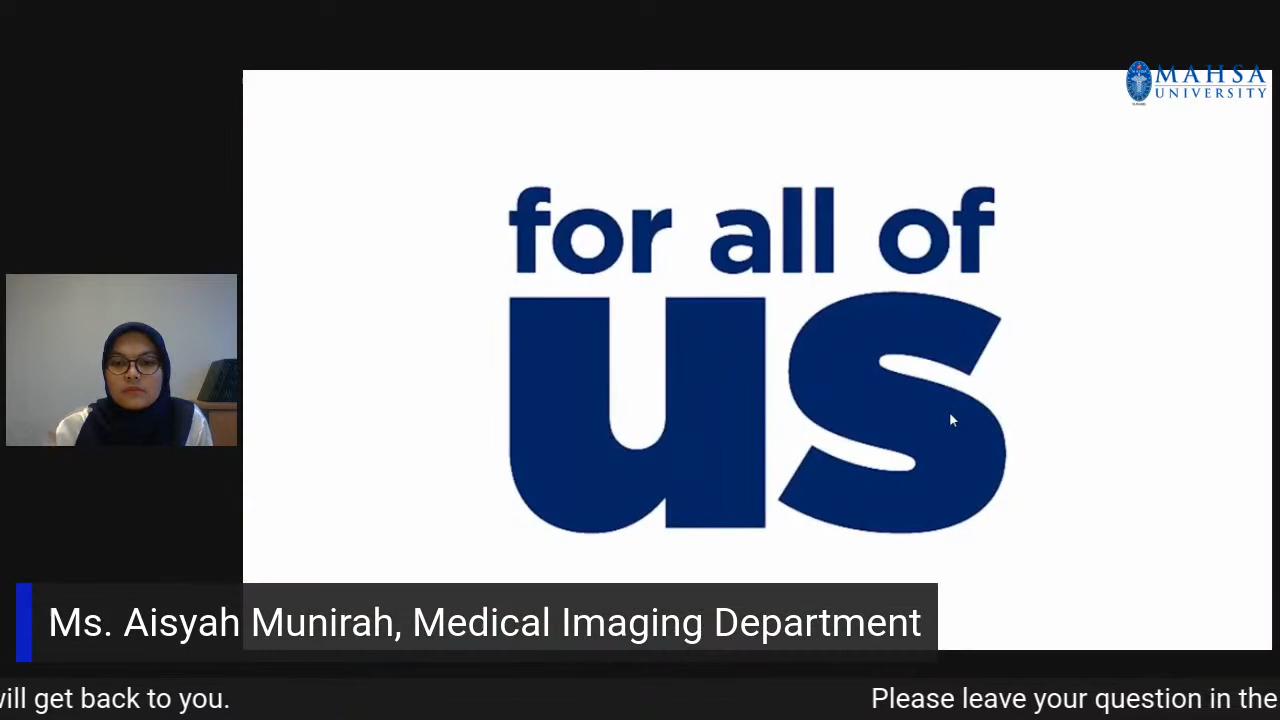 MAHSA
UNIVERSITY
for all of
us
Ms. Aisyah Munirah, Medical Imaging Department
will get back to you.
Please leave your question in the